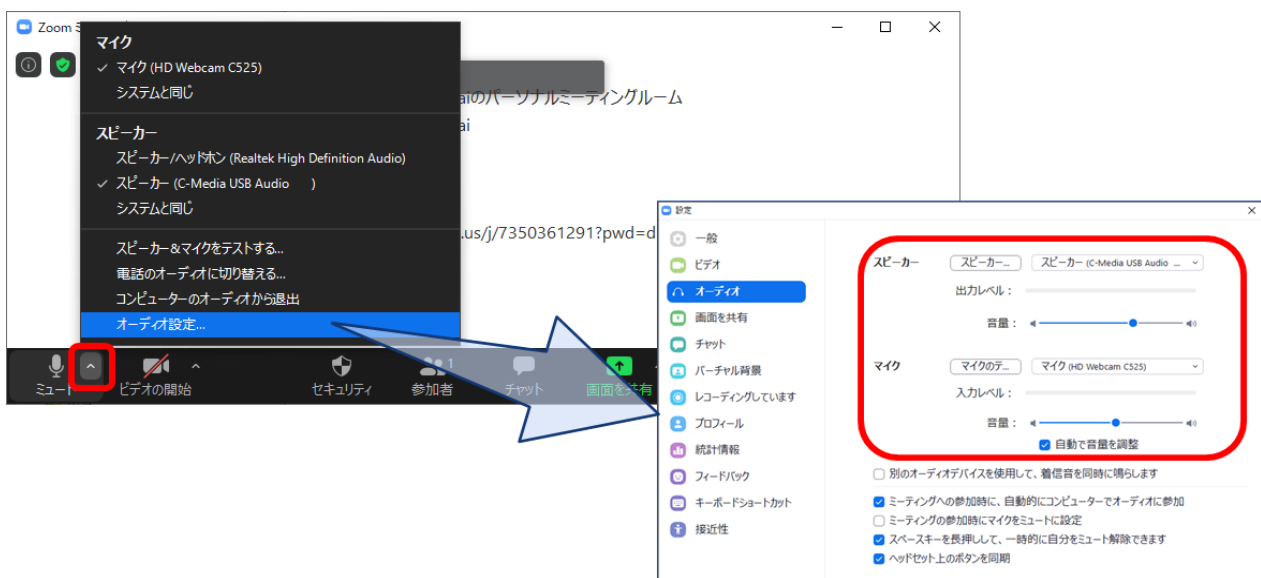 Zoom
マイク
マイク (HD Webcam C525)
システムと同じ
スピーカー
スピーカー/ヘッドホン (Realtek High Definition Audio)
スピーカー (C-Media USB Audio )
システムと同じ
スピーカー&マイクをテストする...
電話のオーディオに切り替える...
コンピューターのオーディオから退出
オーディオ設定...
aiのパーソナルミーティングルーム
ai
.us/j/7350361291?pwd=d
ミュート
ビデオの開始
セキュリティ
1
参加者
チャット
画面を共有
設定
一般
ビデオ
オーディオ
画面を共有
チャット
バーチャル背景
レコーディングしています
プロフィール
統計情報
フィードバック
キーボードショートカット
接近性
スピーカー スピーカー... スピーカー (C-Media USB Audio ...
出力レベル:
音量:
マイク マイクのテ... マイク (HD Webcam C525)
入力レベル:
音量:
自動で音量を調整
別のオーディオデバイスを使用して、着信音を同時に鳴らします
ミーティングへの参加時に、自動的にコンピューターでオーディオに参加
ミーティングの参加時にマイクをミュートに設定
スペースキーを長押しして、一時的に自分をミュート解除できます
ヘッドセット上のボタンを同期